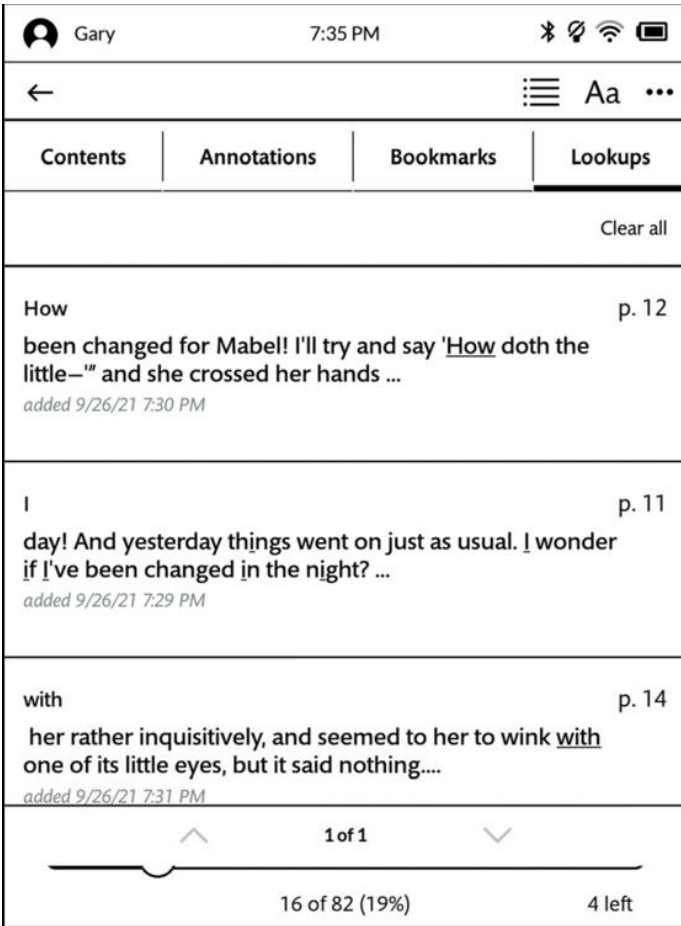 Gary 7:35 PM
Aa
Contents Annotations Bookmarks Lookups
Clear all
How p. 12
been changed for Mabel! I'll try and say 'How doth the
little—'" and she crossed her hands ...
added 9/26/21 7:30 PM
I p. 11
day! And yesterday things went on just as usual. I wonder
if I've been changed in the night? ...
added 9/26/21 7:29 PM
with p. 14
her rather inquisitively, and seemed to her to wink with
one of its little eyes, but it said nothing....
added 9/26/21 7:31 PM
1 of 1
16 of 82 (19%) 4 left